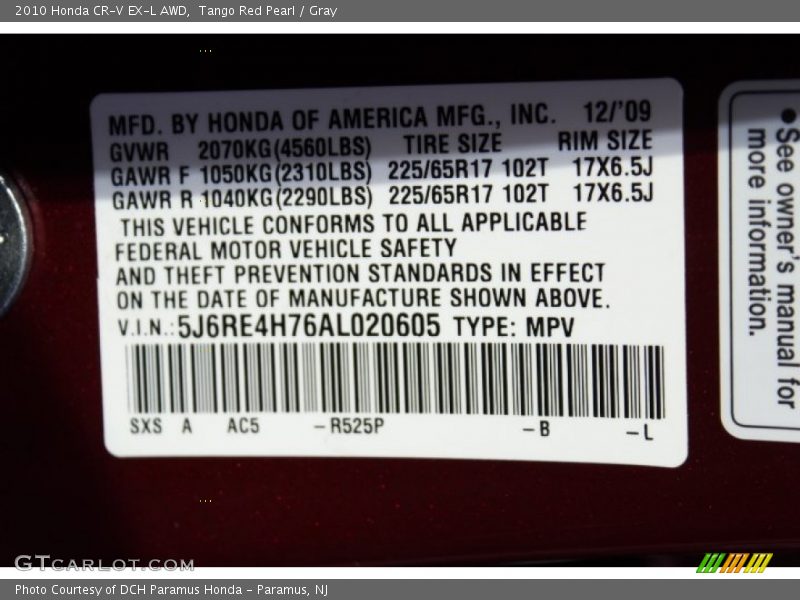 2010 Honda CR-V EX-L AWD,  Tango Red Pearl / Gray
MFD. BY HONDA OF AMERICA MFG., INC. 12/'09
GVWR 2070KG(4560LBS) TIRE SIZE RIM SIZE
GAWR F 1050KG(2310LBS) 225/65R17 102T 17X6.5J
GAWR R 1040KG(2290LBS) 225/65R17 102T 17X6.5J
THIS VEHICLE CONFORMS TO ALL APPLICABLE
FEDERAL MOTOR VEHICLE SAFETY
AND THEFT PREVENTION STANDARDS IN EFFECT
ON THE DATE OF MANUFACTURE SHOWN ABOVE.
V.I.N.: 5J6RE4H76AL020605 TYPE: MPV
SXS A AC5 -R525P -B -L
● See owner's manual for
more information.
GTCARLOT.COM
Photo Courtesy of DCH Paramus Honda - Paramus, NJ